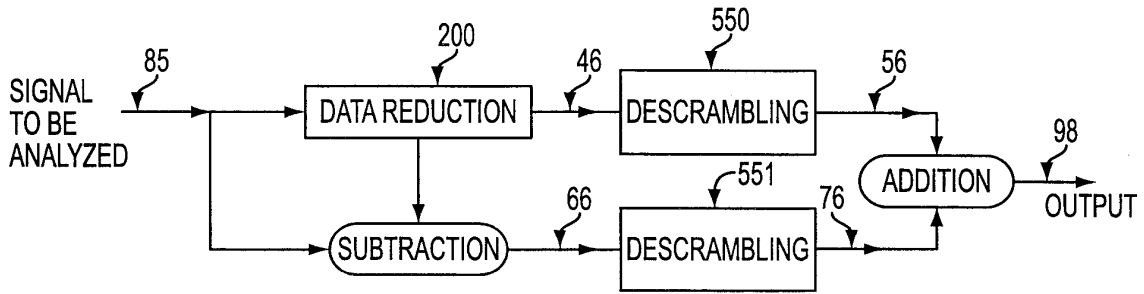 200
550
85
46
56
SIGNAL
TO BE
ANALYZED
DATA REDUCTION
DESCRAMBLING
98
ADDITION
OUTPUT
551
66
76
SUBTRACTION
DESCRAMBLING